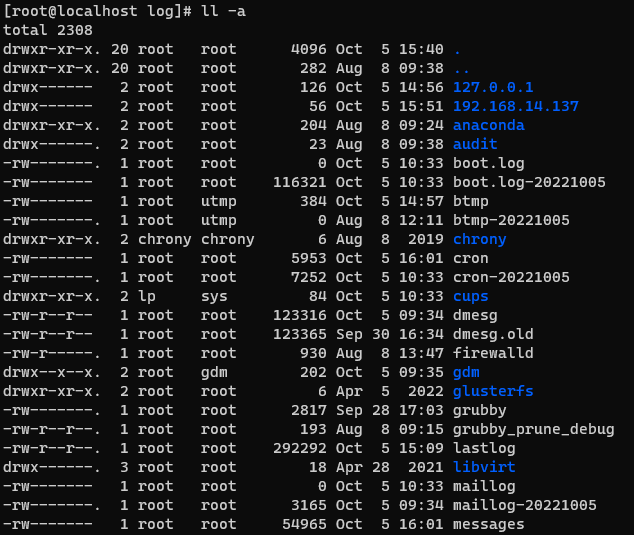 [root@localhost log]# ll -a
total 2308
drwxr-xr-x. 20 root   root     4096 Oct  5 15:40 .
drwxr-xr-x. 20 root   root      282 Aug  8 09:38 ..
drwx------   2 root   root      126 Oct  5 14:56 127.0.0.1
drwx------   2 root   root       56 Oct  5 15:51 192.168.14.137
drwxr-xr-x.  2 root   root      204 Aug  8 09:24 anaconda
drwx------.  2 root   root       23 Aug  8 09:38 audit
-rw-------.  1 root   root        0 Oct  5 10:33 boot.log
-rw-------   1 root   root   116321 Oct  5 10:33 boot.log-20221005
-rw-------   1 root   utmp      384 Oct  5 14:57 btmp
-rw-------.  1 root   utmp        0 Aug  8 12:11 btmp-20221005
drwxr-xr-x.  2 chrony chrony      6 Aug  8  2019 chrony
-rw-------   1 root   root     5953 Oct  5 16:01 cron
-rw-------.  1 root   root     7252 Oct  5 10:33 cron-20221005
drwxr-xr-x.  2 lp     sys        84 Oct  5 10:33 cups
-rw-r--r--   1 root   root   123316 Oct  5 09:34 dmesg
-rw-r--r--   1 root   root   123365 Sep 30 16:34 dmesg.old
-rw-r-----.  1 root   root      930 Aug  8 13:47 firewalld
drwx--x--x.  2 root   gdm       202 Oct  5 09:35 gdm
drwxr-xr-x.  2 root   root        6 Apr  5  2022 glusterfs
-rw-------.  1 root   root     2817 Sep 28 17:03 grubby
-rw-r--r--.  1 root   root      193 Aug  8 09:15 grubby_prune_debug
-rw-r--r--.  1 root   root   292292 Oct  5 15:09 lastlog
drwx------.  3 root   root       18 Apr 28  2021 libvirt
-rw-------   1 root   root        0 Oct  5 10:33 maillog
-rw-------.  1 root   root     3165 Oct  5 09:34 maillog-20221005
-rw-------   1 root   root    54965 Oct  5 16:01 messages